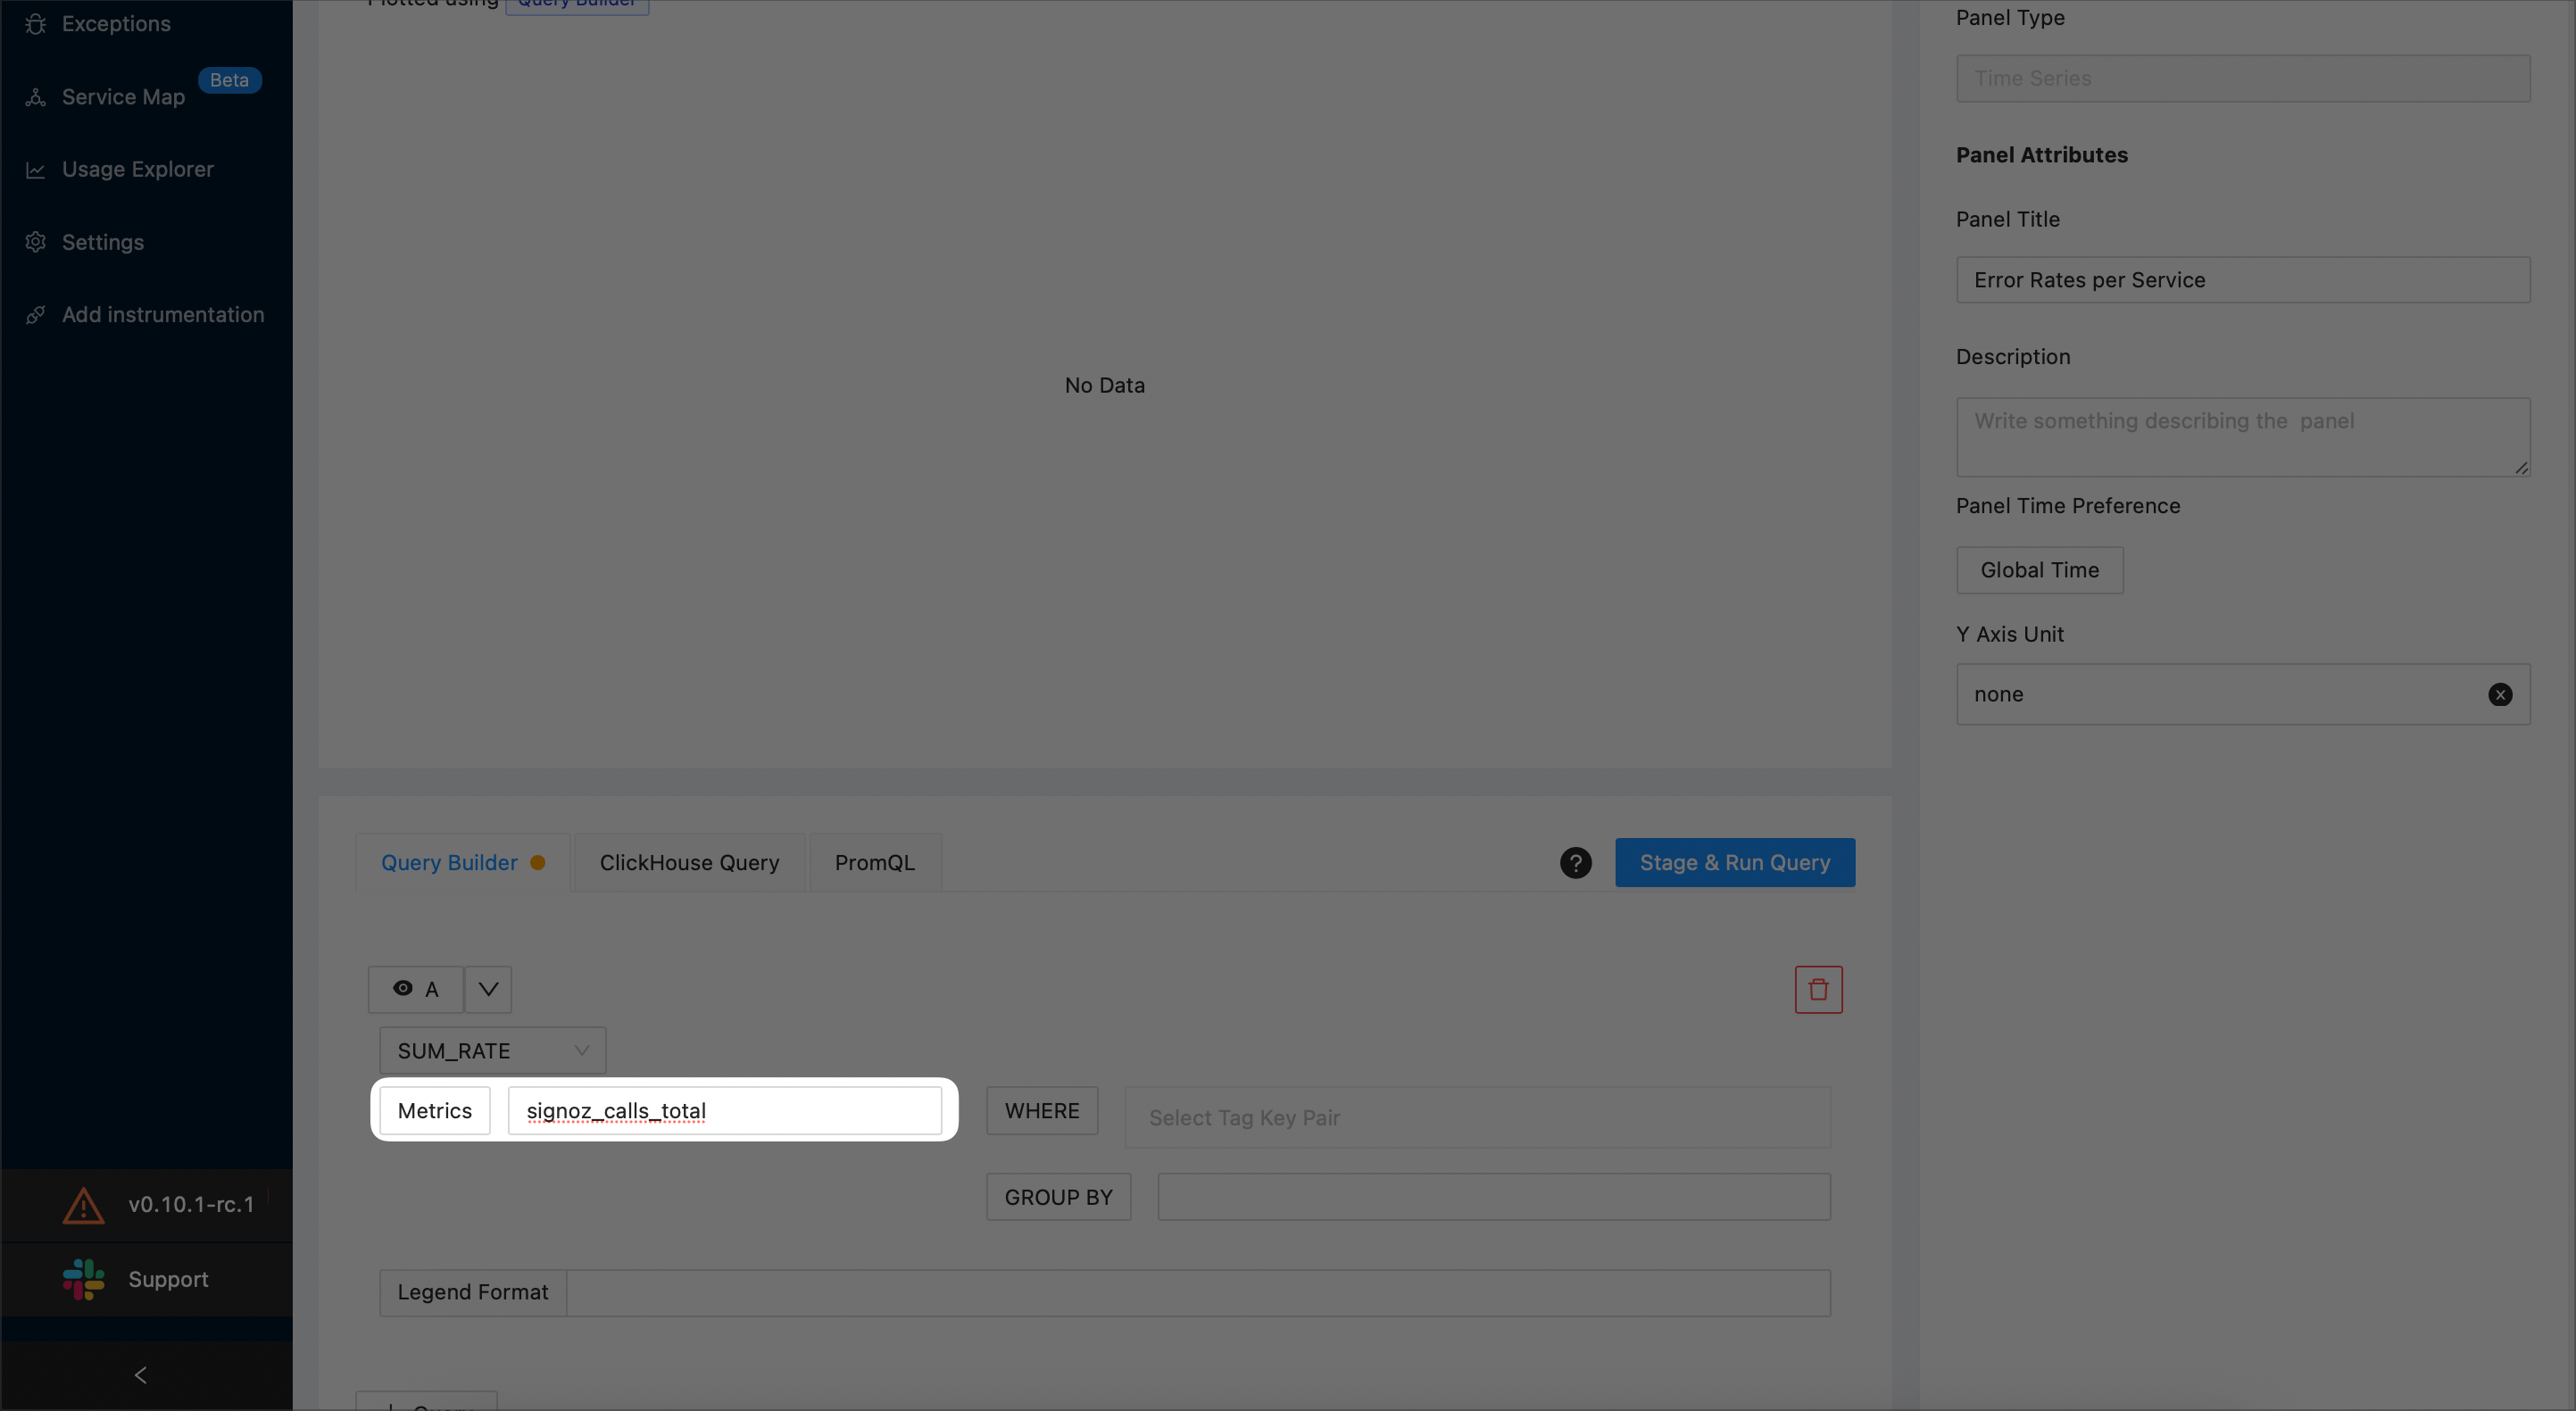 Exceptions
Service Map
Beta
Usage Explorer
Settings
Add instrumentation
v0.10.1-rc.1
Support
Plotted using Query Builder
No Data
Query Builder
ClickHouse Query
PromQL
Stage & Run Query
A
SUM_RATE
Metrics
signoz_calls_total
WHERE
Select Tag Key Pair
GROUP BY
Legend Format
Panel Type
Time Series
Panel Attributes
Panel Title
Error Rates per Service
Description
Write something describing the  panel
Panel Time Preference
Global Time
Y Axis Unit
none